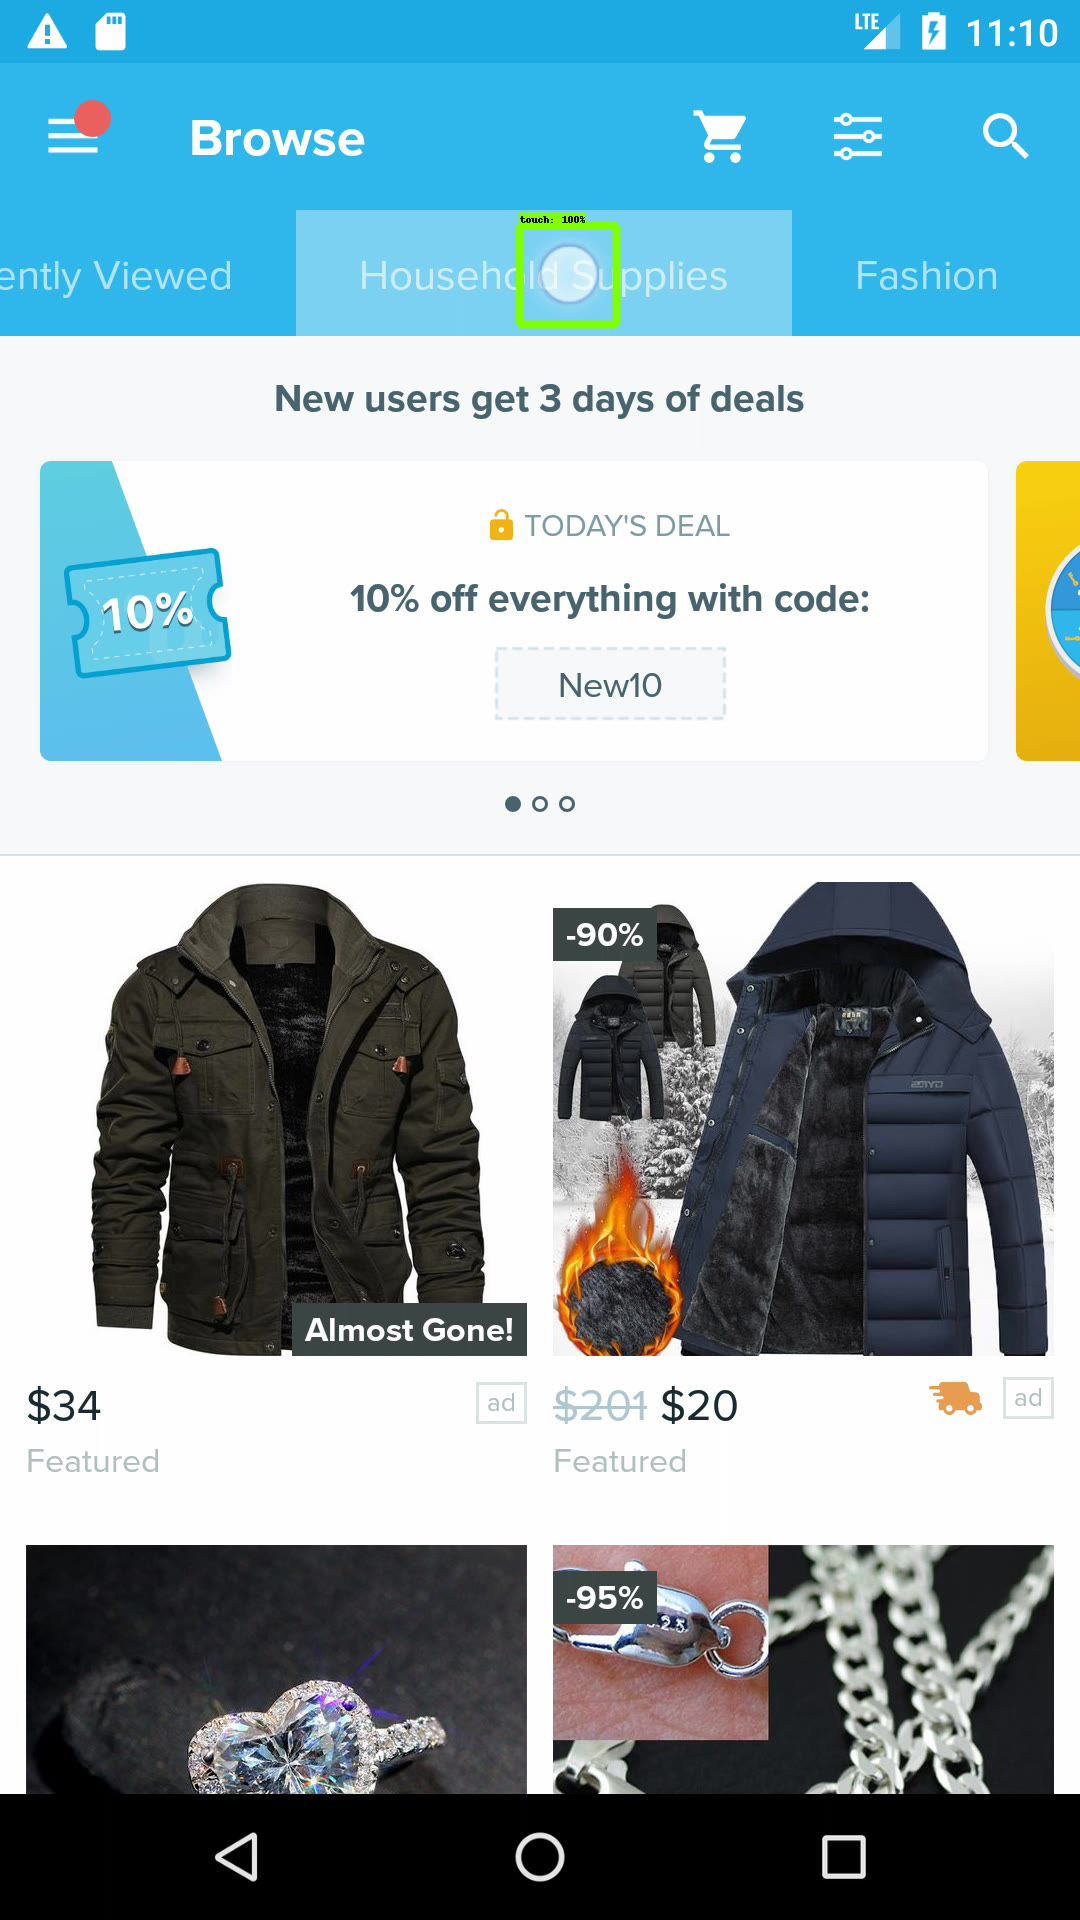 LTE 11:10
Browse
touch: 100%
ently Viewed Household Supplies Fashion
New users get 3 days of deals
TODAY'S DEAL
10% off everything with code:
10%
New10
-90%
Almost Gone!
$34 ad $201 $20 ad
Featured Featured
-95%